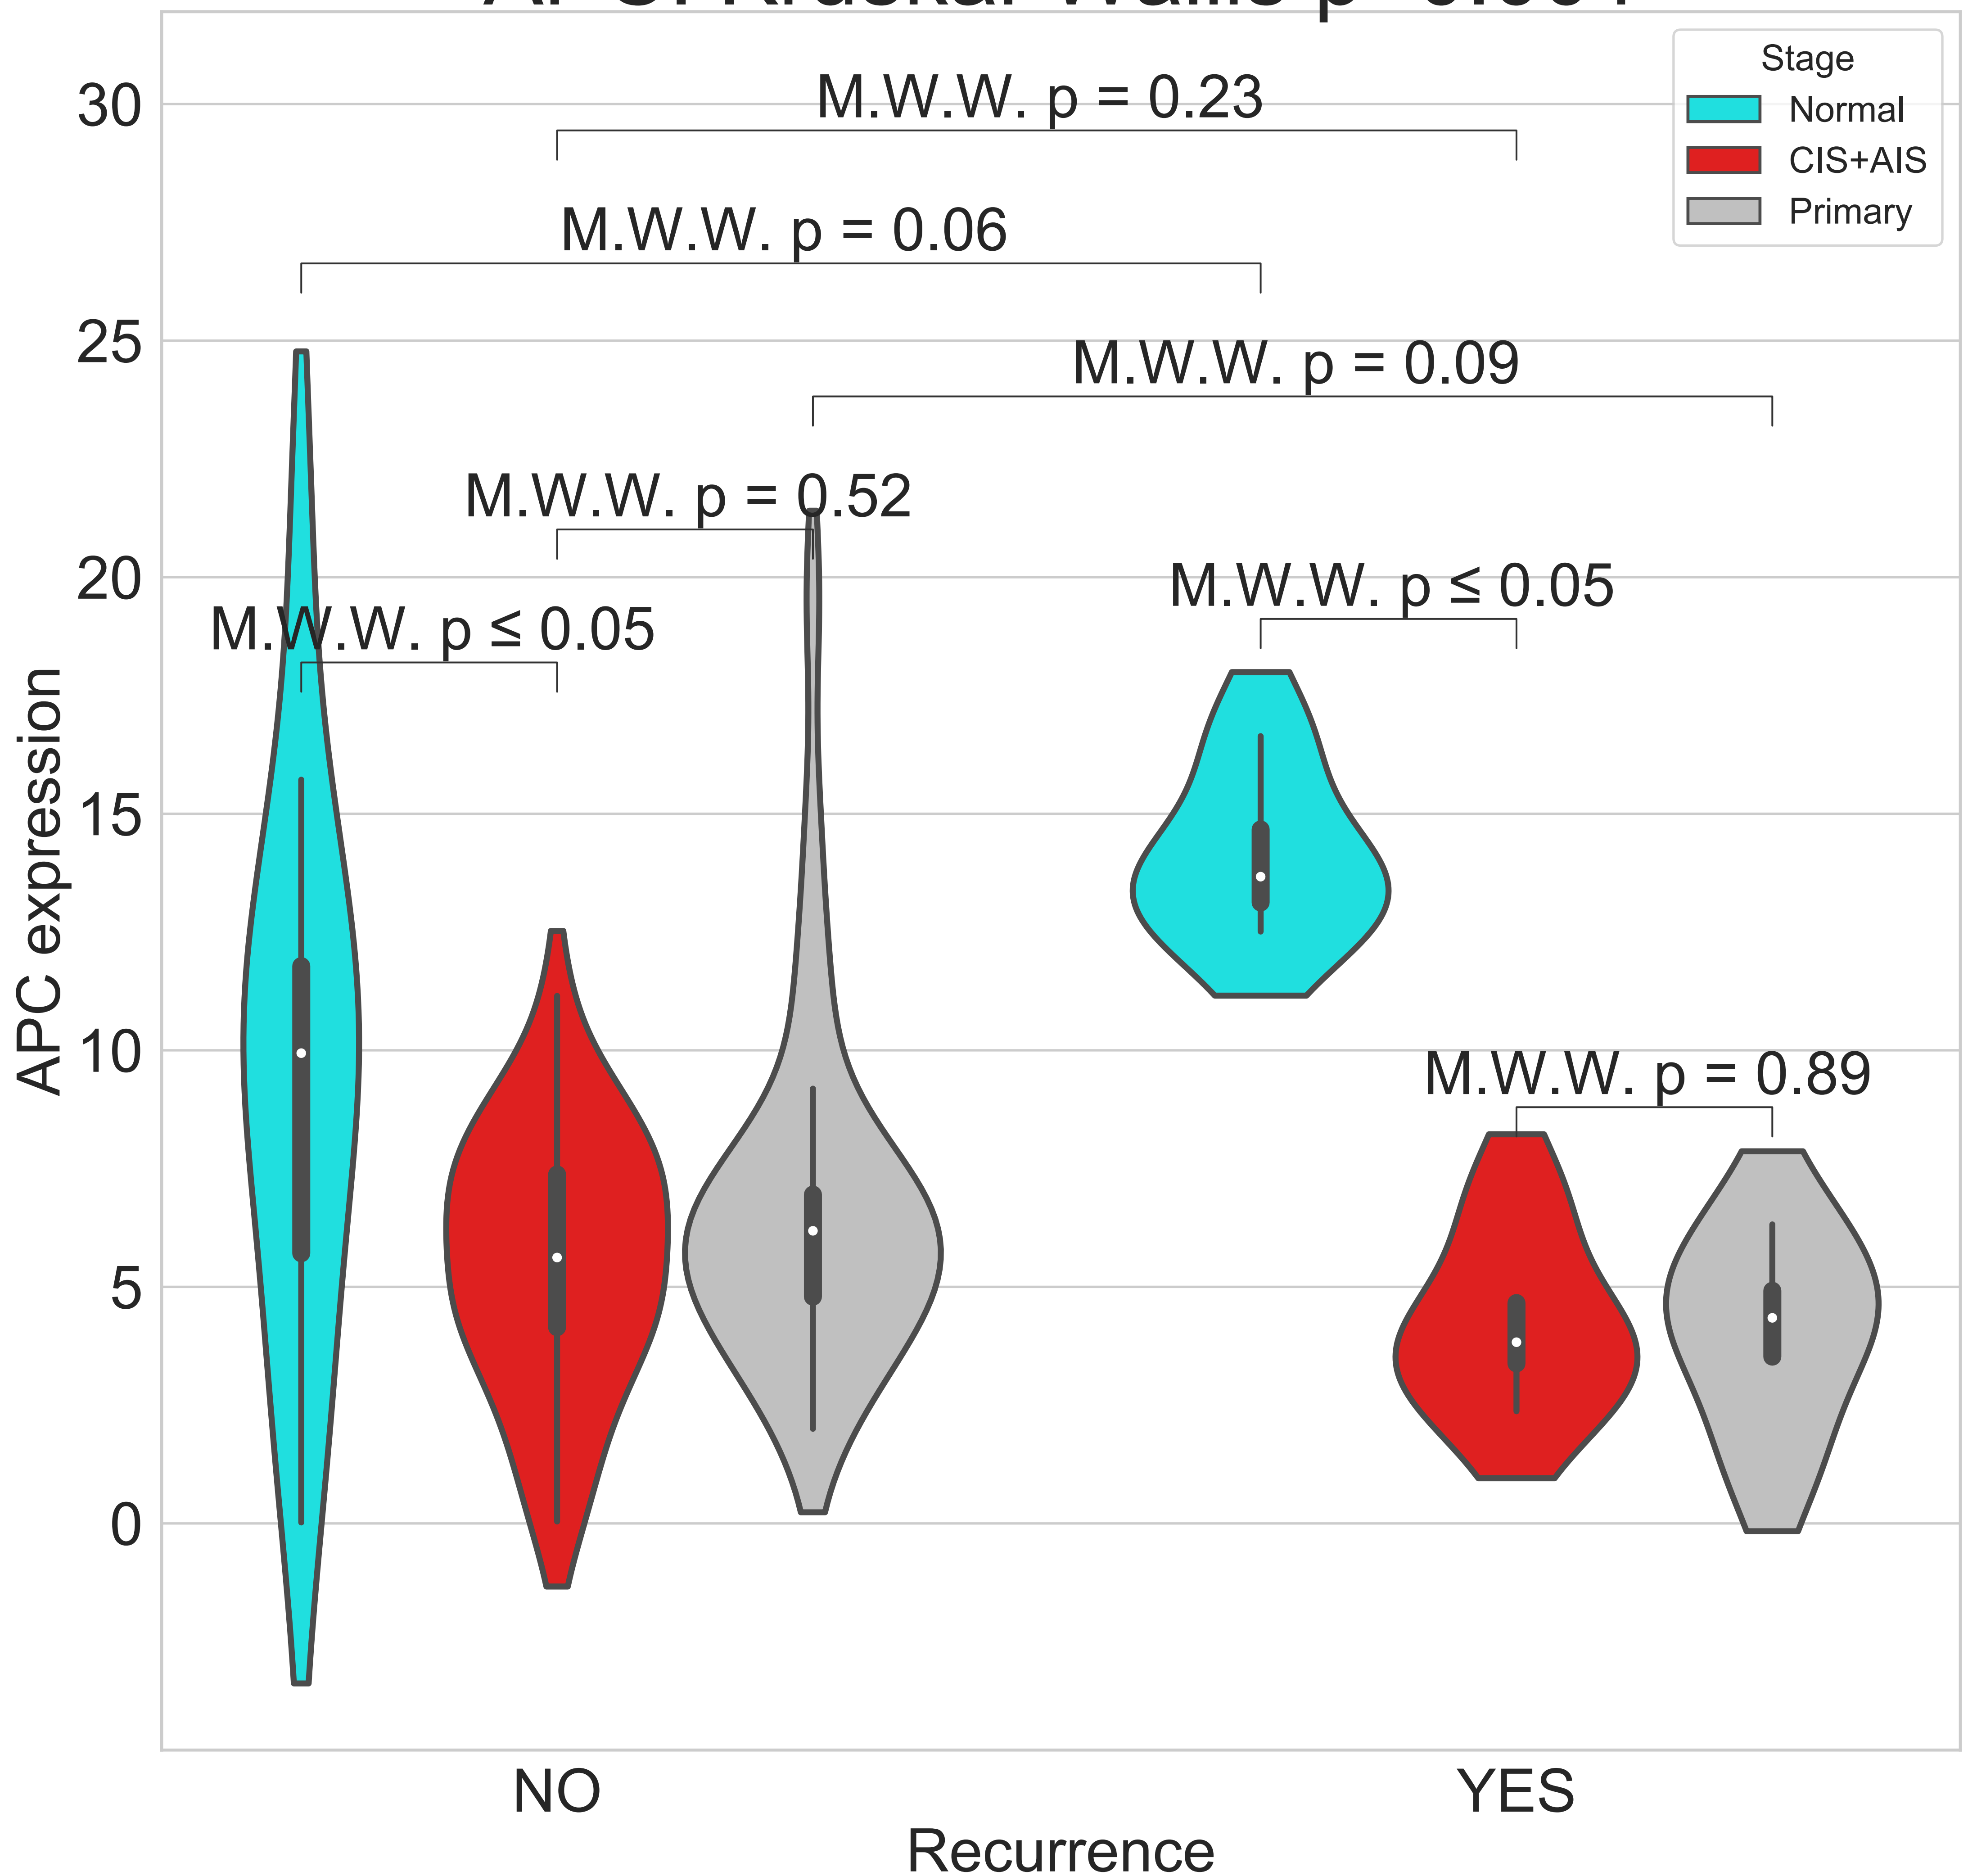 Stage
Normal
CIS+AIS
Primary
M.W.W. p = 0.23
M.W.W. p = 0.06
M.W.W. p = 0.09
M.W.W. p = 0.52
M.W.W. p ≤ 0.05
M.W.W. p ≤ 0.05
M.W.W. p = 0.89
30
25
20
15
10
5
0
APC expression
NO
YES
Recurrence